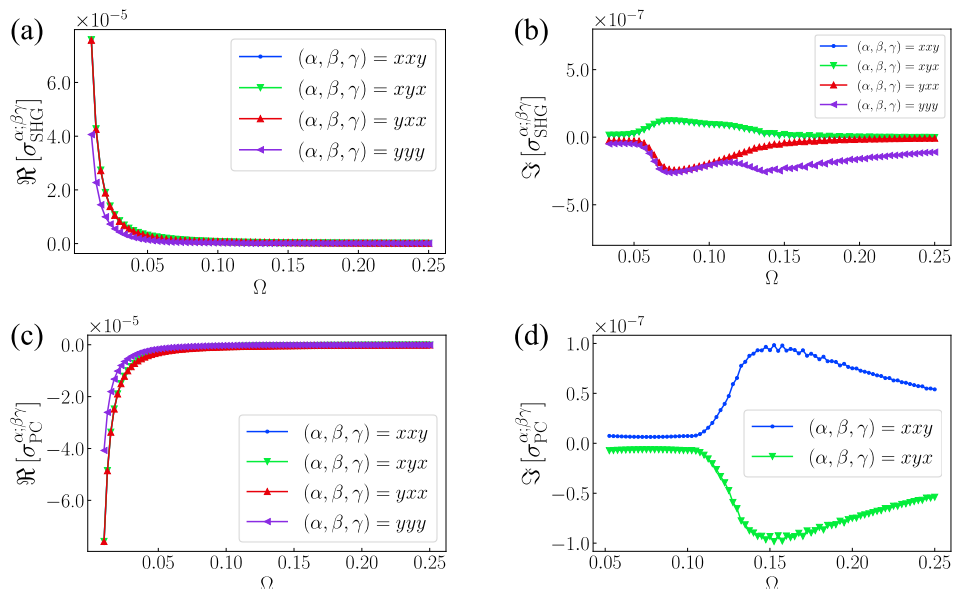 (a)
×10⁻⁵
ℜ [σ_SHG^{α;βγ}]
6.0
4.0
2.0
0.0
(α, β, γ) = xxy
(α, β, γ) = xyx
(α, β, γ) = yxx
(α, β, γ) = yyy
0.05 0.10 0.15 0.20 0.25
Ω
(b)
×10⁻⁷
ℑ [σ_SHG^{α;βγ}]
5.0
0.0
−5.0
(α, β, γ) = xxy
(α, β, γ) = xyx
(α, β, γ) = yxx
(α, β, γ) = yyy
0.05 0.10 0.15 0.20 0.25
Ω
(c)
×10⁻⁵
ℜ [σ_PC^{α;βγ}]
0.0
−2.0
−4.0
−6.0
(α, β, γ) = xxy
(α, β, γ) = xyx
(α, β, γ) = yxx
(α, β, γ) = yyy
0.05 0.10 0.15 0.20 0.25
Ω
(d)
×10⁻⁷
ℑ [σ_PC^{α;βγ}]
1.0
0.5
0.0
−0.5
−1.0
(α, β, γ) = xxy
(α, β, γ) = xyx
0.05 0.10 0.15 0.20 0.25
Ω